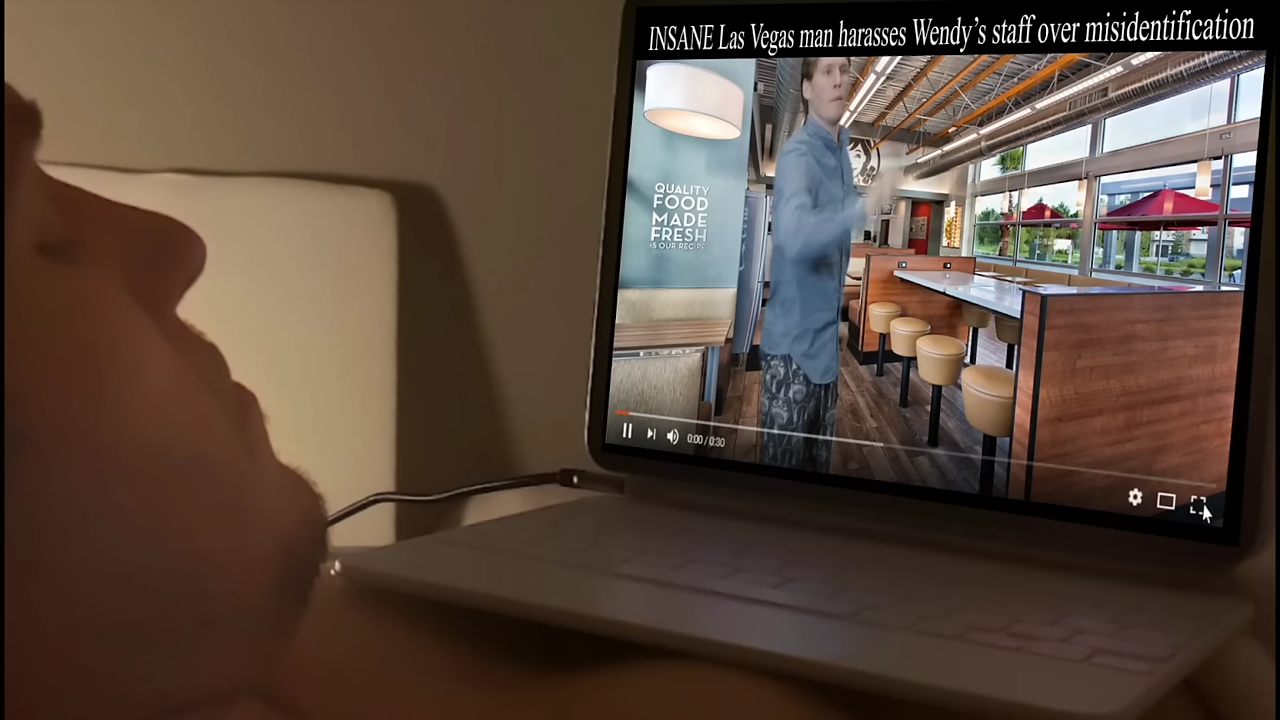 INSANE Las Vegas man harasses Wendy's staff over misidentification
QUALITY
FOOD
MADE
FRESH
IS OUR RECIPE
0:00 / 0:30